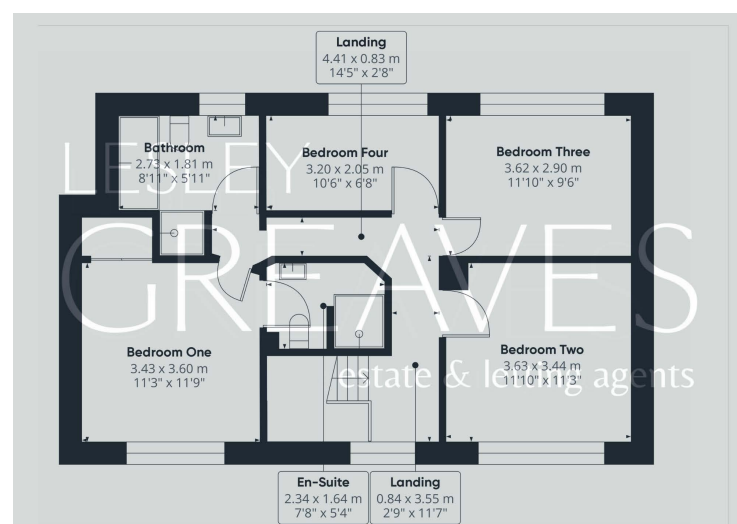 Landing
4.41 x 0.83 m
14'5" x 2'8"
Bathroom
2.73 x 1.81 m
8'11" x 5'11"
Bedroom Four
3.20 x 2.05 m
10'6" x 6'8"
Bedroom Three
3.62 x 2.90 m
11'10" x 9'6"
LESLEY
GREAVES
estate & letting agents
Bedroom One
3.43 x 3.60 m
11'3" x 11'9"
Bedroom Two
3.63 x 3.44 m
11'10" x 11'3"
En-Suite
2.34 x 1.64 m
7'8" x 5'4"
Landing
0.84 x 3.55 m
2'9" x 11'7"